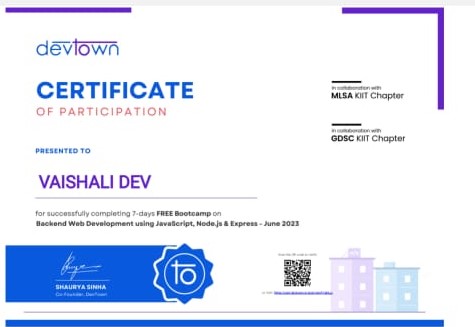 devtown
CERTIFICATE
OF PARTICIPATION
in collaboration with
MLSA KIIT Chapter
in collaboration with
GDSC KIIT Chapter
PRESENTED TO
VAISHALI DEV
for successfully completing 7-days FREE Bootcamp on
Backend Web Development using JavaScript, Node.js & Express - June 2023
SHAURYA SINHA
Co-Founder, DevTown
to